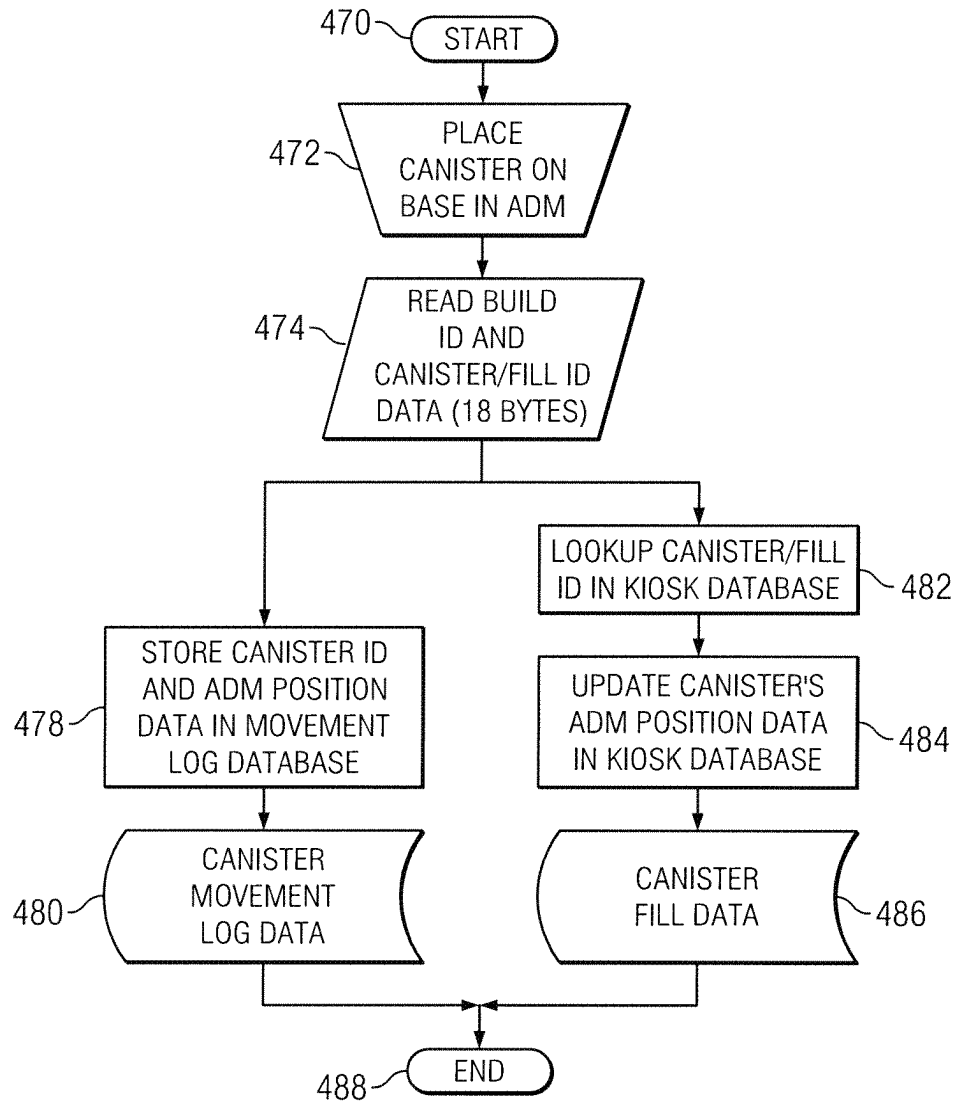 470
START
472
PLACE
CANISTER ON
BASE IN ADM
474
READ BUILD
ID AND
CANISTER/FILL ID
DATA (18 BYTES)
LOOKUP CANISTER/FILL
ID IN KIOSK DATABASE
482
478
STORE CANISTER ID
AND ADM POSITION
DATA IN MOVEMENT
LOG DATABASE
UPDATE CANISTER'S
ADM POSITION DATA
IN KIOSK DATABASE
484
480
CANISTER
MOVEMENT
LOG DATA
CANISTER
FILL DATA
486
488
END